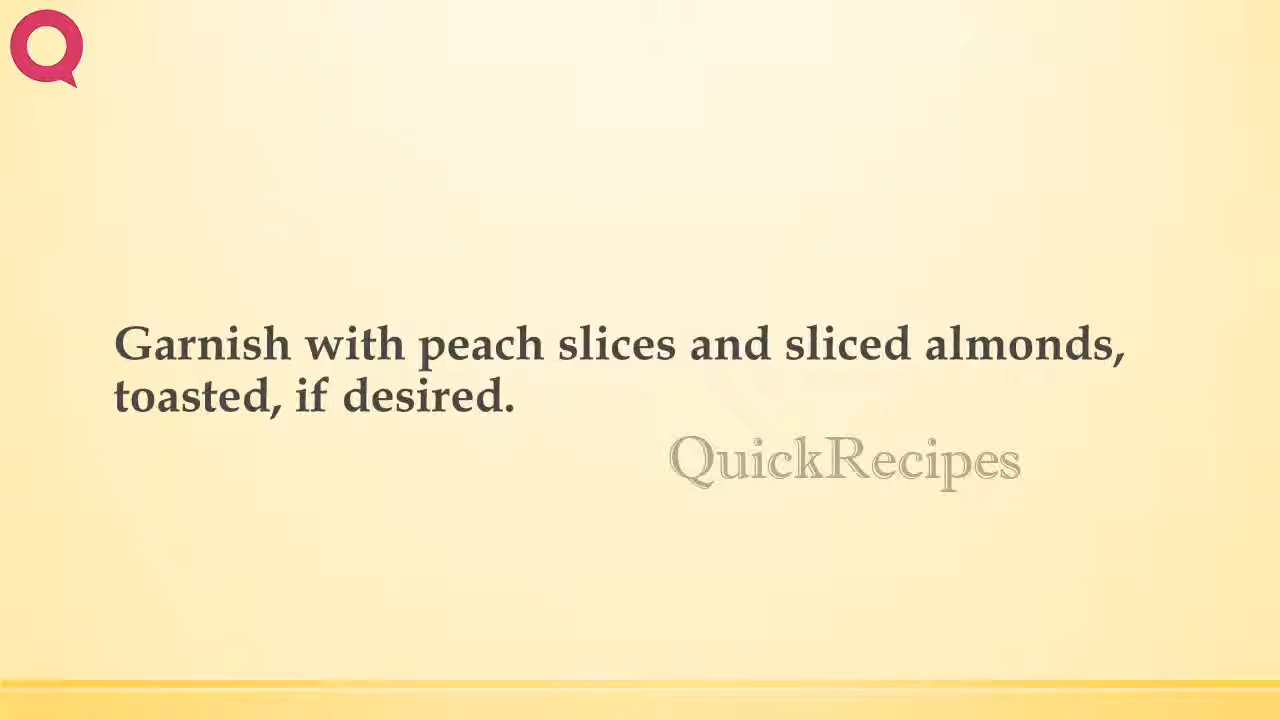 Garnish with peach slices and sliced almonds,
toasted, if desired.
QuickRecipes